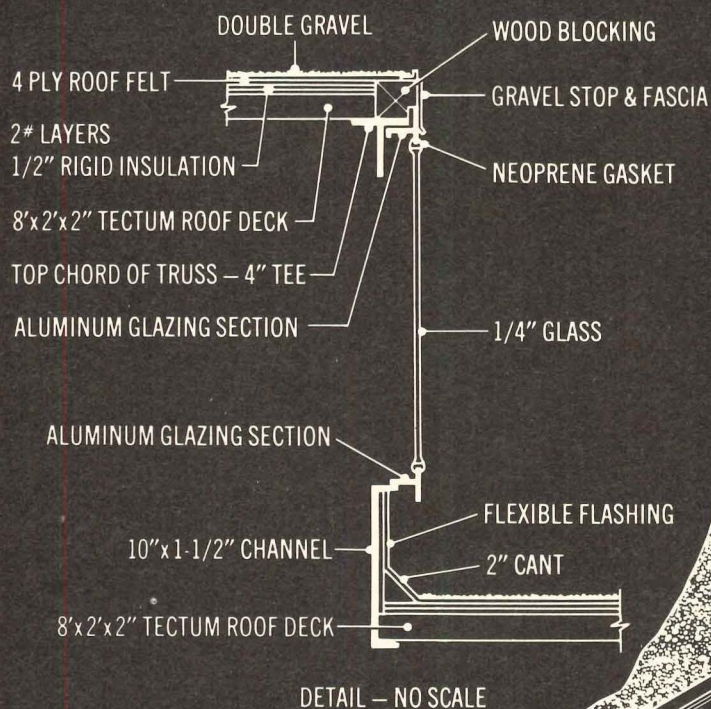 DOUBLE GRAVEL
WOOD BLOCKING
4 PLY ROOF FELT
GRAVEL STOP & FASCIA
2# LAYERS
1/2" RIGID INSULATION
NEOPRENE GASKET
8'x2'x2" TECTUM ROOF DECK
TOP CHORD OF TRUSS – 4" TEE
ALUMINUM GLAZING SECTION
1/4" GLASS
ALUMINUM GLAZING SECTION
FLEXIBLE FLASHING
10"x1-1/2" CHANNEL
2" CANT
8'x2'x2" TECTUM ROOF DECK
DETAIL – NO SCALE